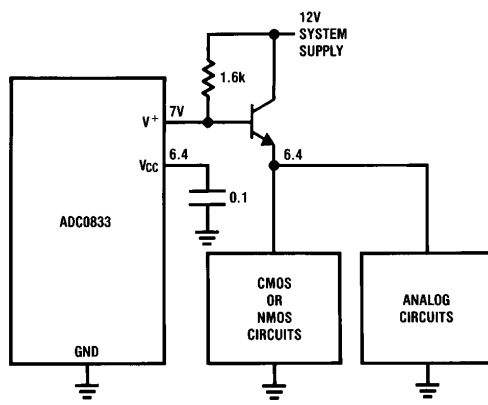 12V
SYSTEM
SUPPLY
1.6k
7V
V+
6.4
6.4
VCC
0.1
ADC0833
CMOS
OR
NMOS
CIRCUITS
ANALOG
CIRCUITS
GND